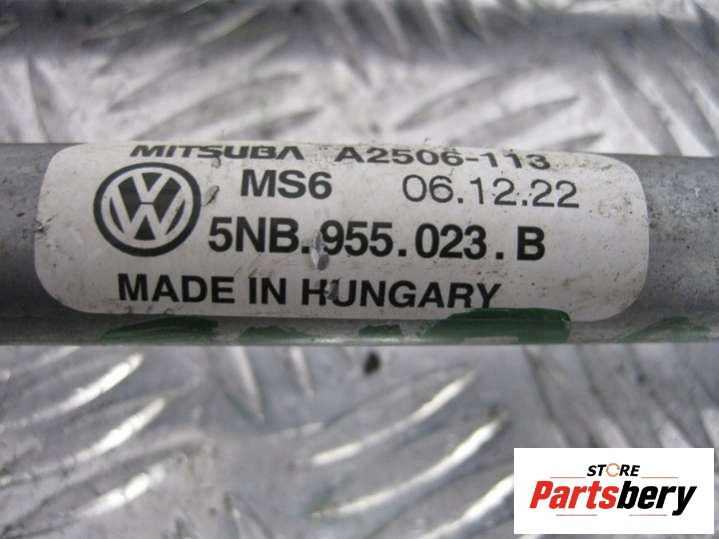 MITSUBA A2506-113
MS6 06.12.22
5NB.955.023.B
MADE IN HUNGARY
STORE
Partsbery